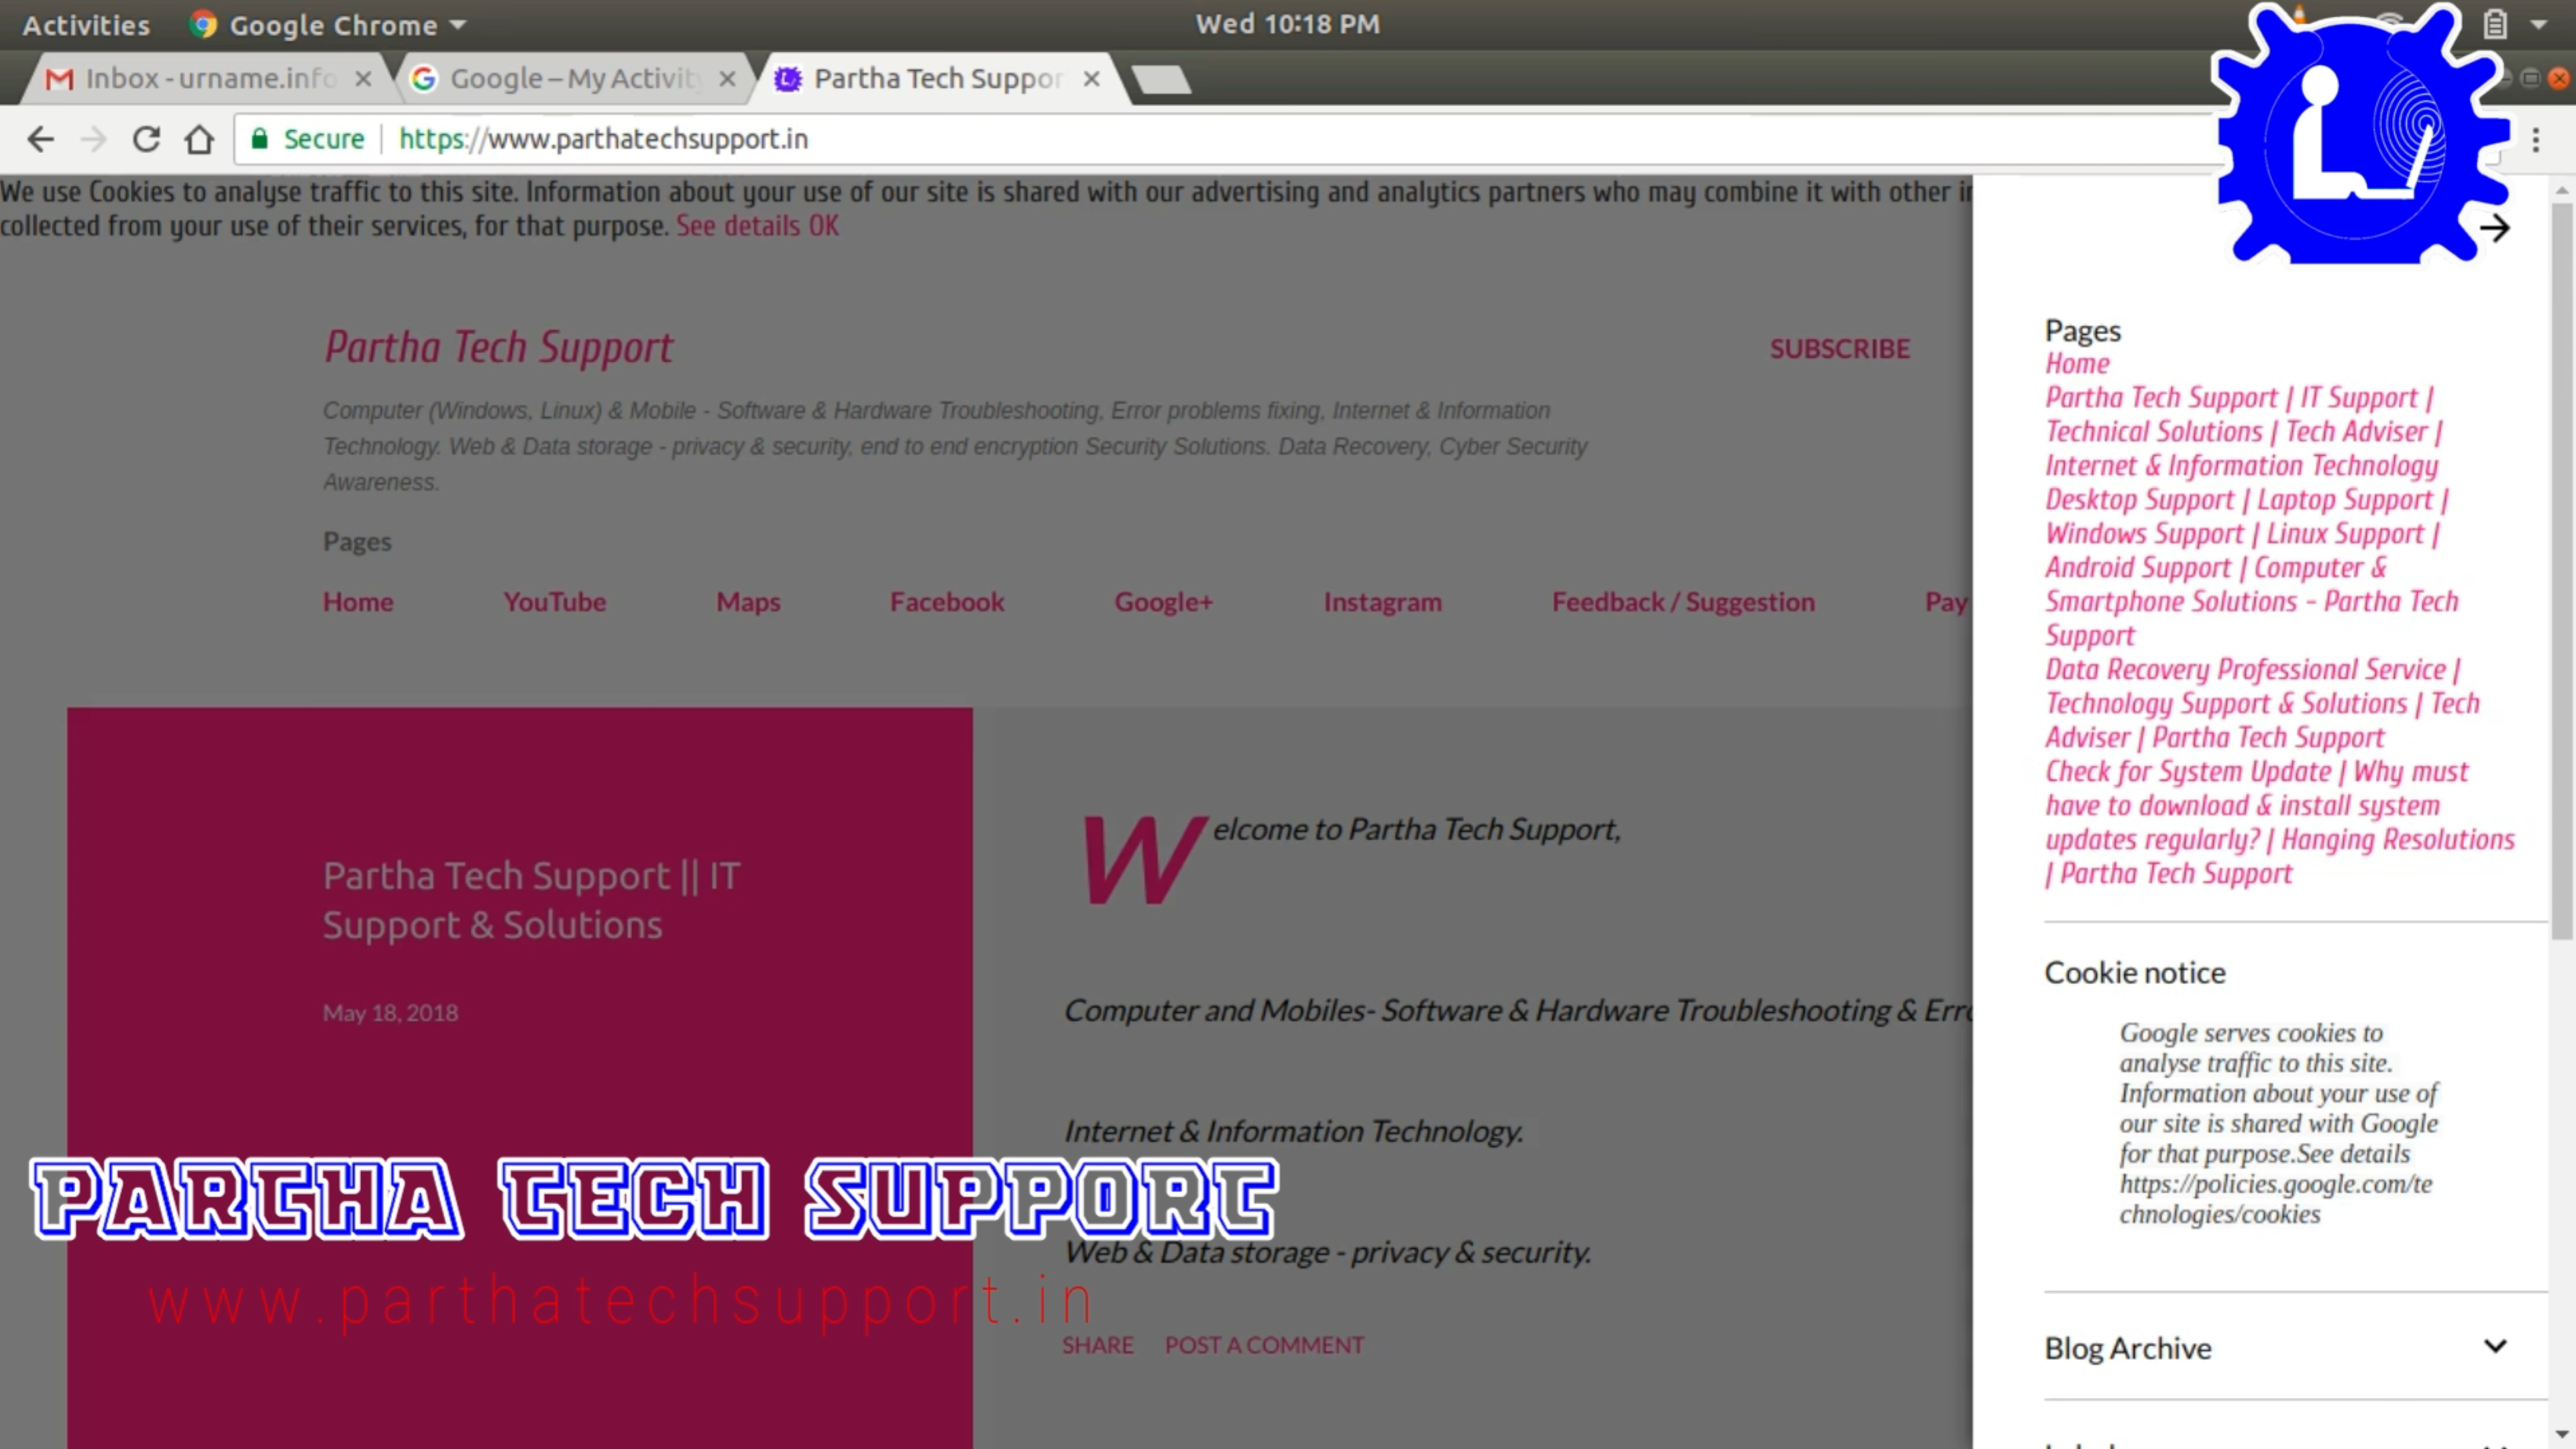 Activities Google Chrome Wed 10:18 PM
Inbox - urname.info Google – My Activity Partha Tech Suppor
Secure https://www.parthatechsupport.in
We use Cookies to analyse traffic to this site. Information about your use of our site is shared with our advertising and analytics partners who may combine it with other
collected from your use of their services, for that purpose. See details OK
Partha Tech Support
SUBSCRIBE
Computer (Windows, Linux) & Mobile - Software & Hardware Troubleshooting, Error problems fixing, Internet & Information
Technology. Web & Data storage - privacy & security, end to end encryption Security Solutions. Data Recovery, Cyber Security
Awareness.
Pages
Home YouTube Maps Facebook Google+ Instagram Feedback / Suggestion Pay
Partha Tech Support || IT
Support & Solutions
May 18, 2018
Welcome to Partha Tech Support,
Computer and Mobiles- Software & Hardware Troubleshooting & Erro
Internet & Information Technology.
Web & Data storage - privacy & security.
SHARE POST A COMMENT
PARTHA TECH SUPPORT
www.parthatechsupport.in
Pages
Home
Partha Tech Support | IT Support |
Technical Solutions | Tech Adviser |
Internet & Information Technology
Desktop Support | Laptop Support |
Windows Support | Linux Support |
Android Support | Computer &
Smartphone Solutions - Partha Tech
Support
Data Recovery Professional Service |
Technology Support & Solutions | Tech
Adviser | Partha Tech Support
Check for System Update | Why must
have to download & install system
updates regularly? | Hanging Resolutions
| Partha Tech Support
Cookie notice
Google serves cookies to
analyse traffic to this site.
Information about your use of
our site is shared with Google
for that purpose.See details
https://policies.google.com/te
chnologies/cookies
Blog Archive